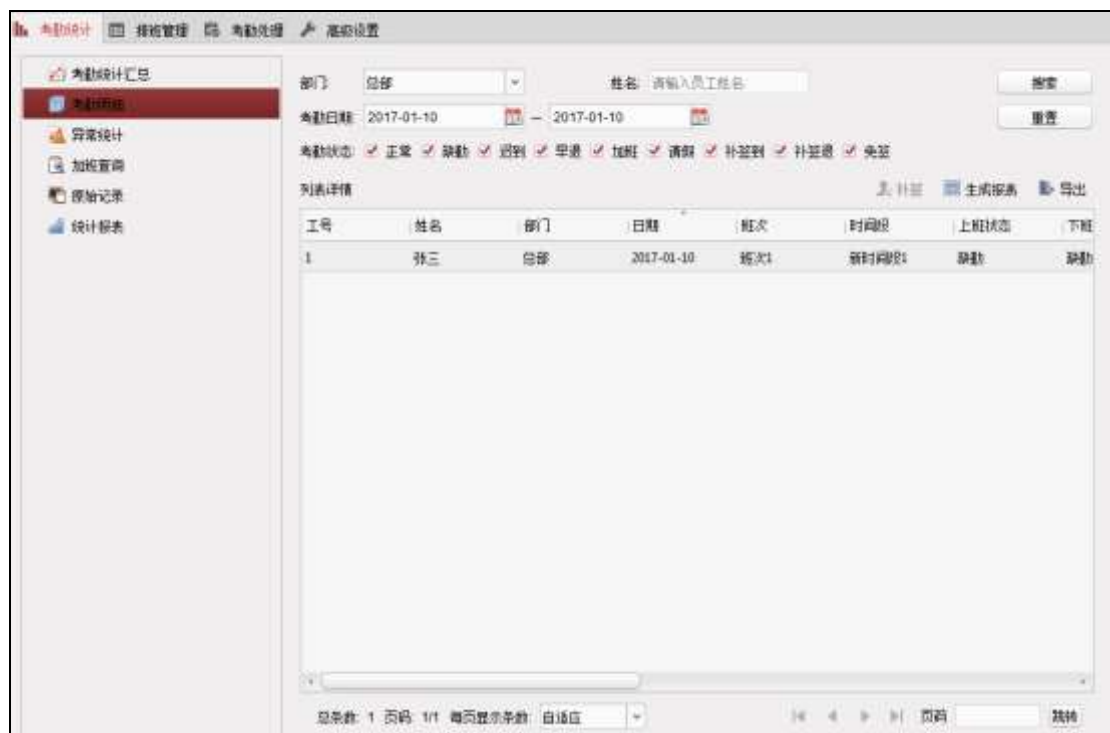 考勤统计 排班管理 考勤处理 高级设置
考勤统计汇总
考勤明细
异常统计
加班查询
原始记录
统计报表
部门 总部 姓名 请输入员工姓名 搜索
考勤日期 2017-01-10 – 2017-01-10 重置
考勤状态 正常 缺勤 迟到 早退 加班 请假 补签到 补签退 免签
列表详情 补签 生成报表 导出
工号 姓名 部门 日期 班次 时间段 上班状态 下班
1 张三 总部 2017-01-10 班次1 新时间段1 缺勤 缺勤
总条数: 1 页码: 1/1 每页显示条数: 自适应 页码 跳转